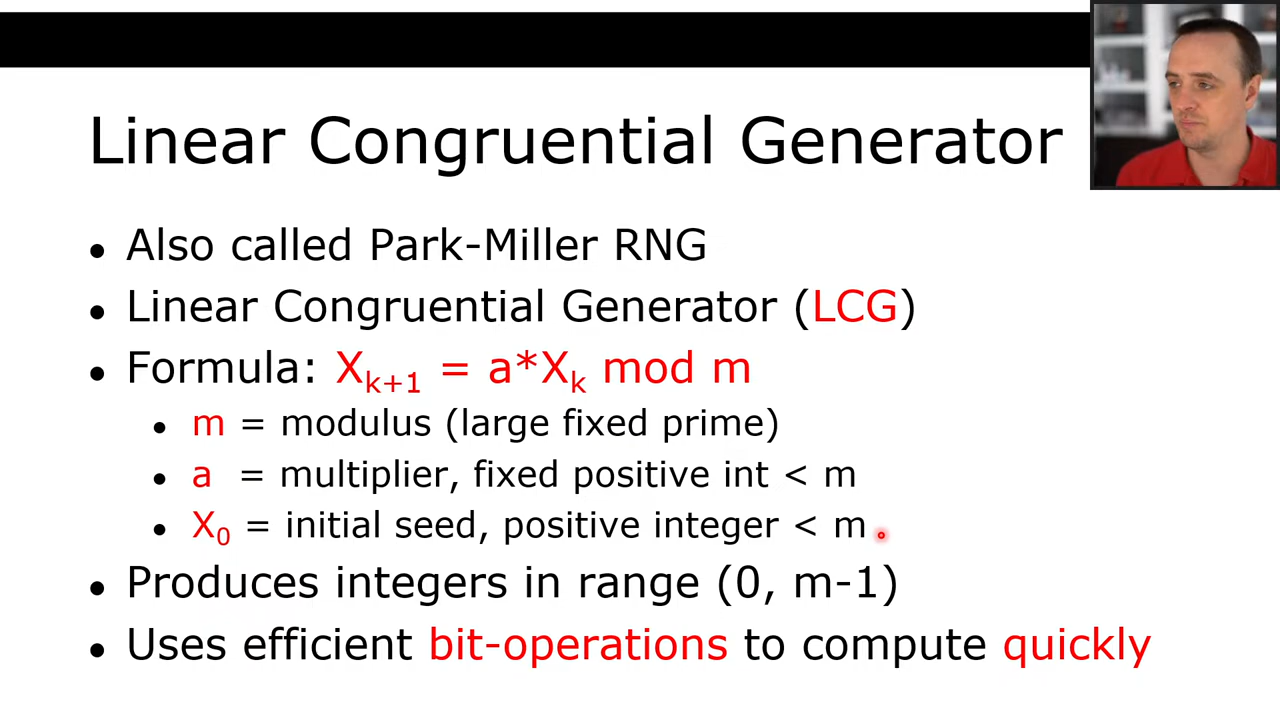 Linear Congruential Generator
• Also called Park-Miller RNG
• Linear Congruential Generator (LCG)
• Formula: Xₖ₊₁ = a*Xₖ mod m
• m = modulus (large fixed prime)
• a = multiplier, fixed positive int < m
• X₀ = initial seed, positive integer < m
• Produces integers in range (0, m-1)
• Uses efficient bit-operations to compute quickly